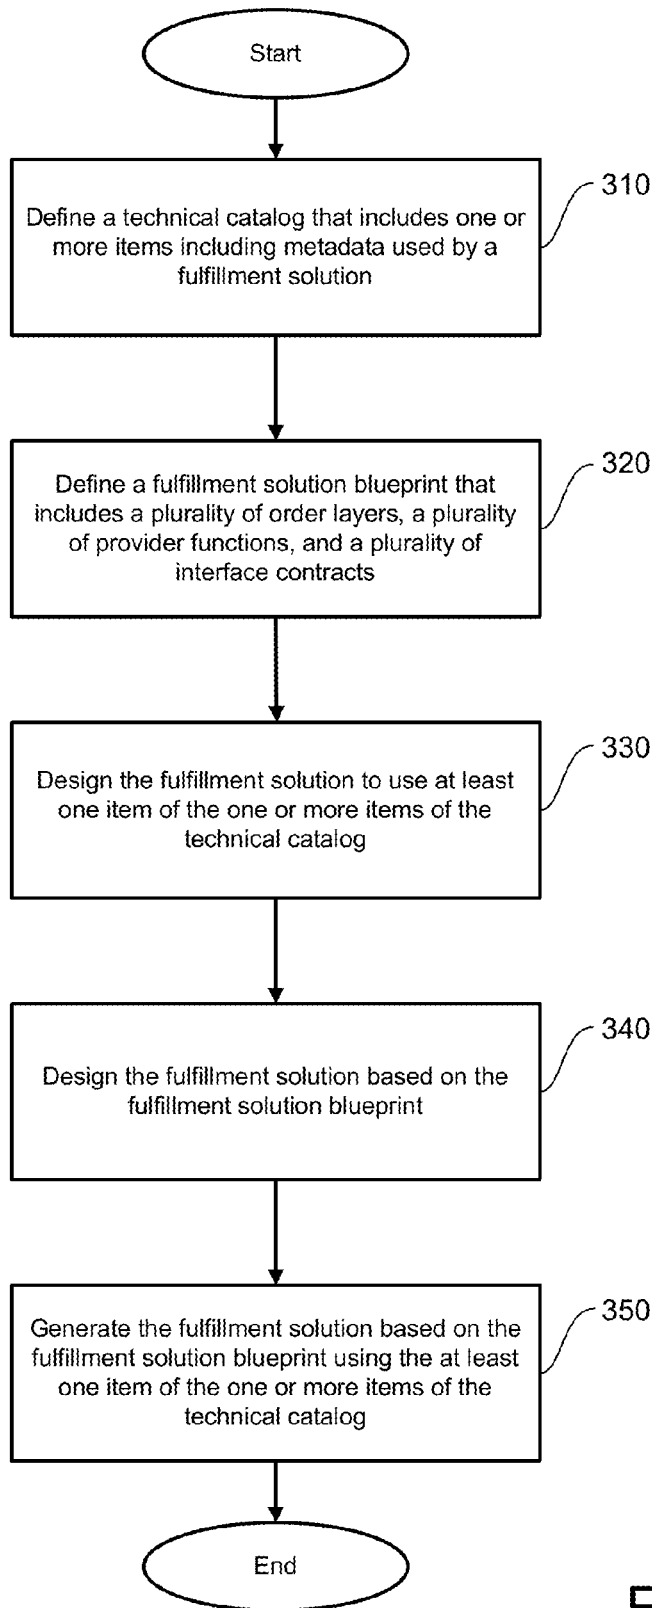 Start
310
Define a technical catalog that includes one or
more items including metadata used by a
fulfillment solution
320
Define a fulfillment solution blueprint that
includes a plurality of order layers, a plurality
of provider functions, and a plurality of
interface contracts
330
Design the fulfillment solution to use at least
one item of the one or more items of the
technical catalog
340
Design the fulfillment solution based on the
fulfillment solution blueprint
350
Generate the fulfillment solution based on the
fulfillment solution blueprint using the at least
one item of the one or more items of the
technical catalog
End